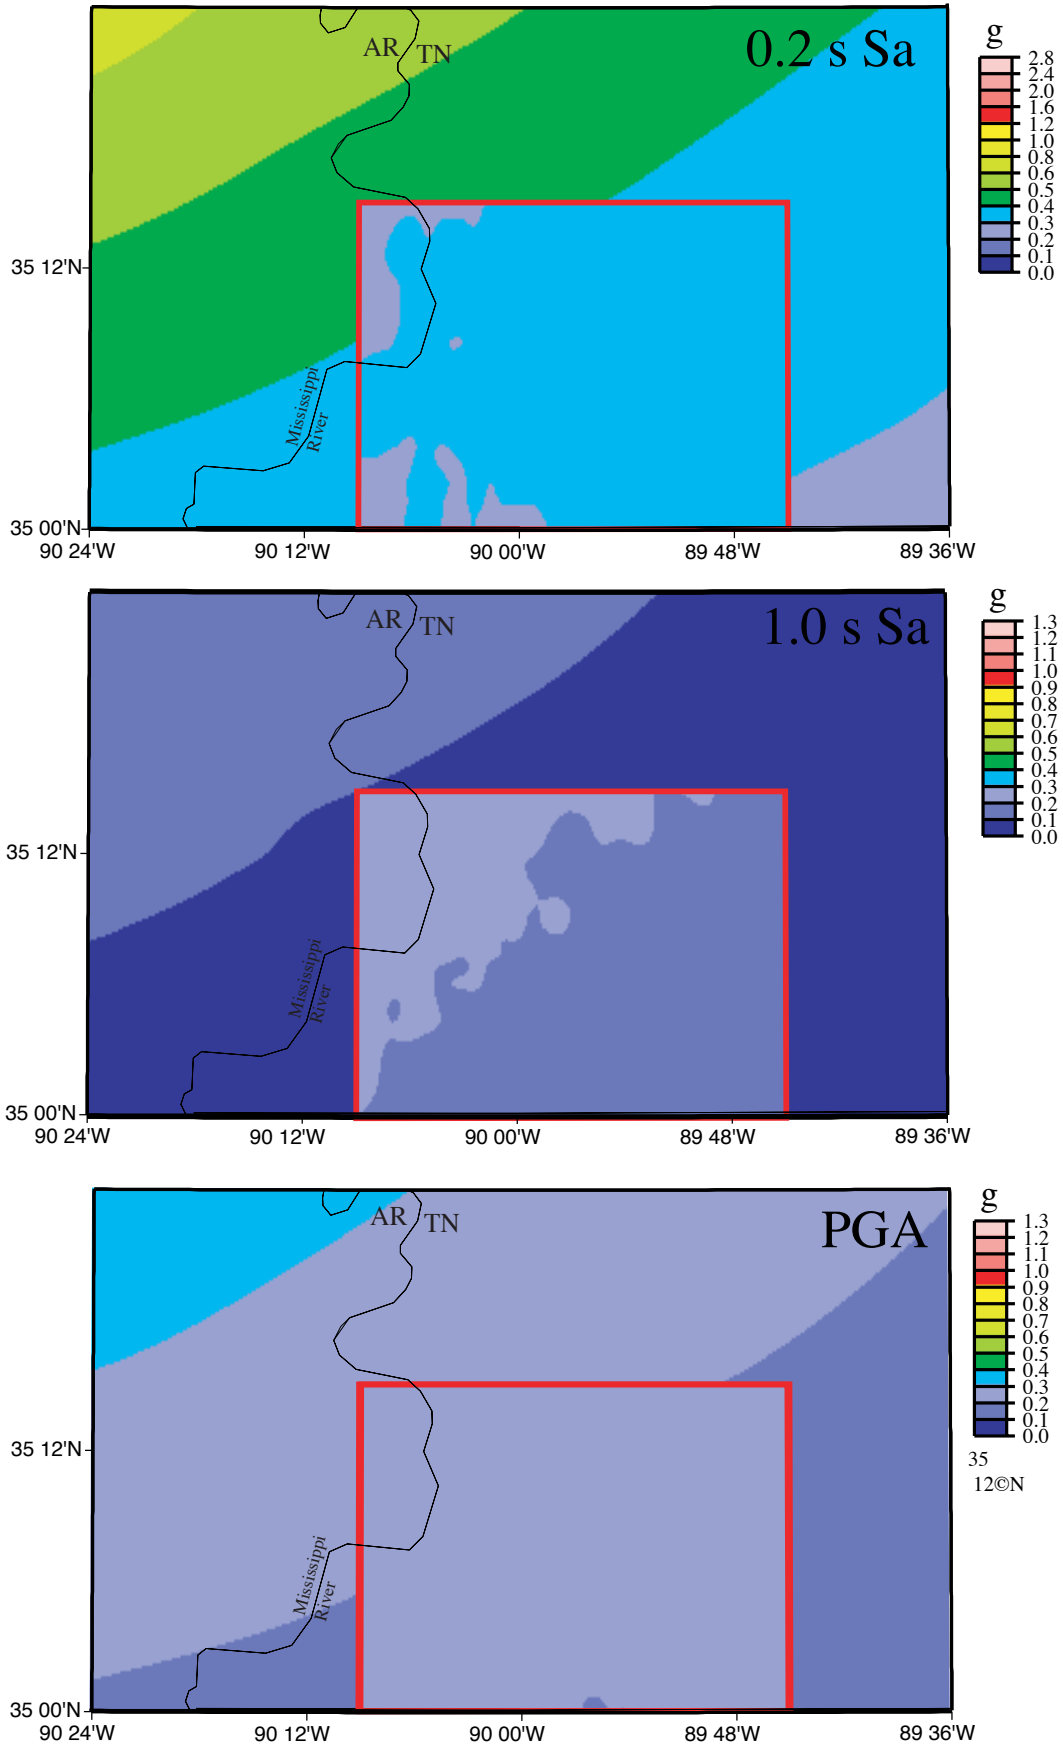 0.2 s Sa
AR TN
g
2.8
2.4
2.0
1.6
1.2
1.0
0.8
0.6
0.5
0.4
0.3
0.2
0.1
0.0
35 12'N
Mississippi
River
35 00'N
90 24'W 90 12'W 90 00'W 89 48'W 89 36'W
1.0 s Sa
AR TN
g
1.3
1.2
1.1
1.0
0.9
0.8
0.7
0.6
0.5
0.4
0.3
0.2
0.1
0.0
35 12'N
Mississippi
River
35 00'N
90 24'W 90 12'W 90 00'W 89 48'W 89 36'W
PGA
AR TN
g
1.3
1.2
1.1
1.0
0.9
0.8
0.7
0.6
0.5
0.4
0.3
0.2
0.1
0.0
35
12©N
35 12'N
Mississippi
River
35 00'N
90 24'W 90 12'W 90 00'W 89 48'W 89 36'W